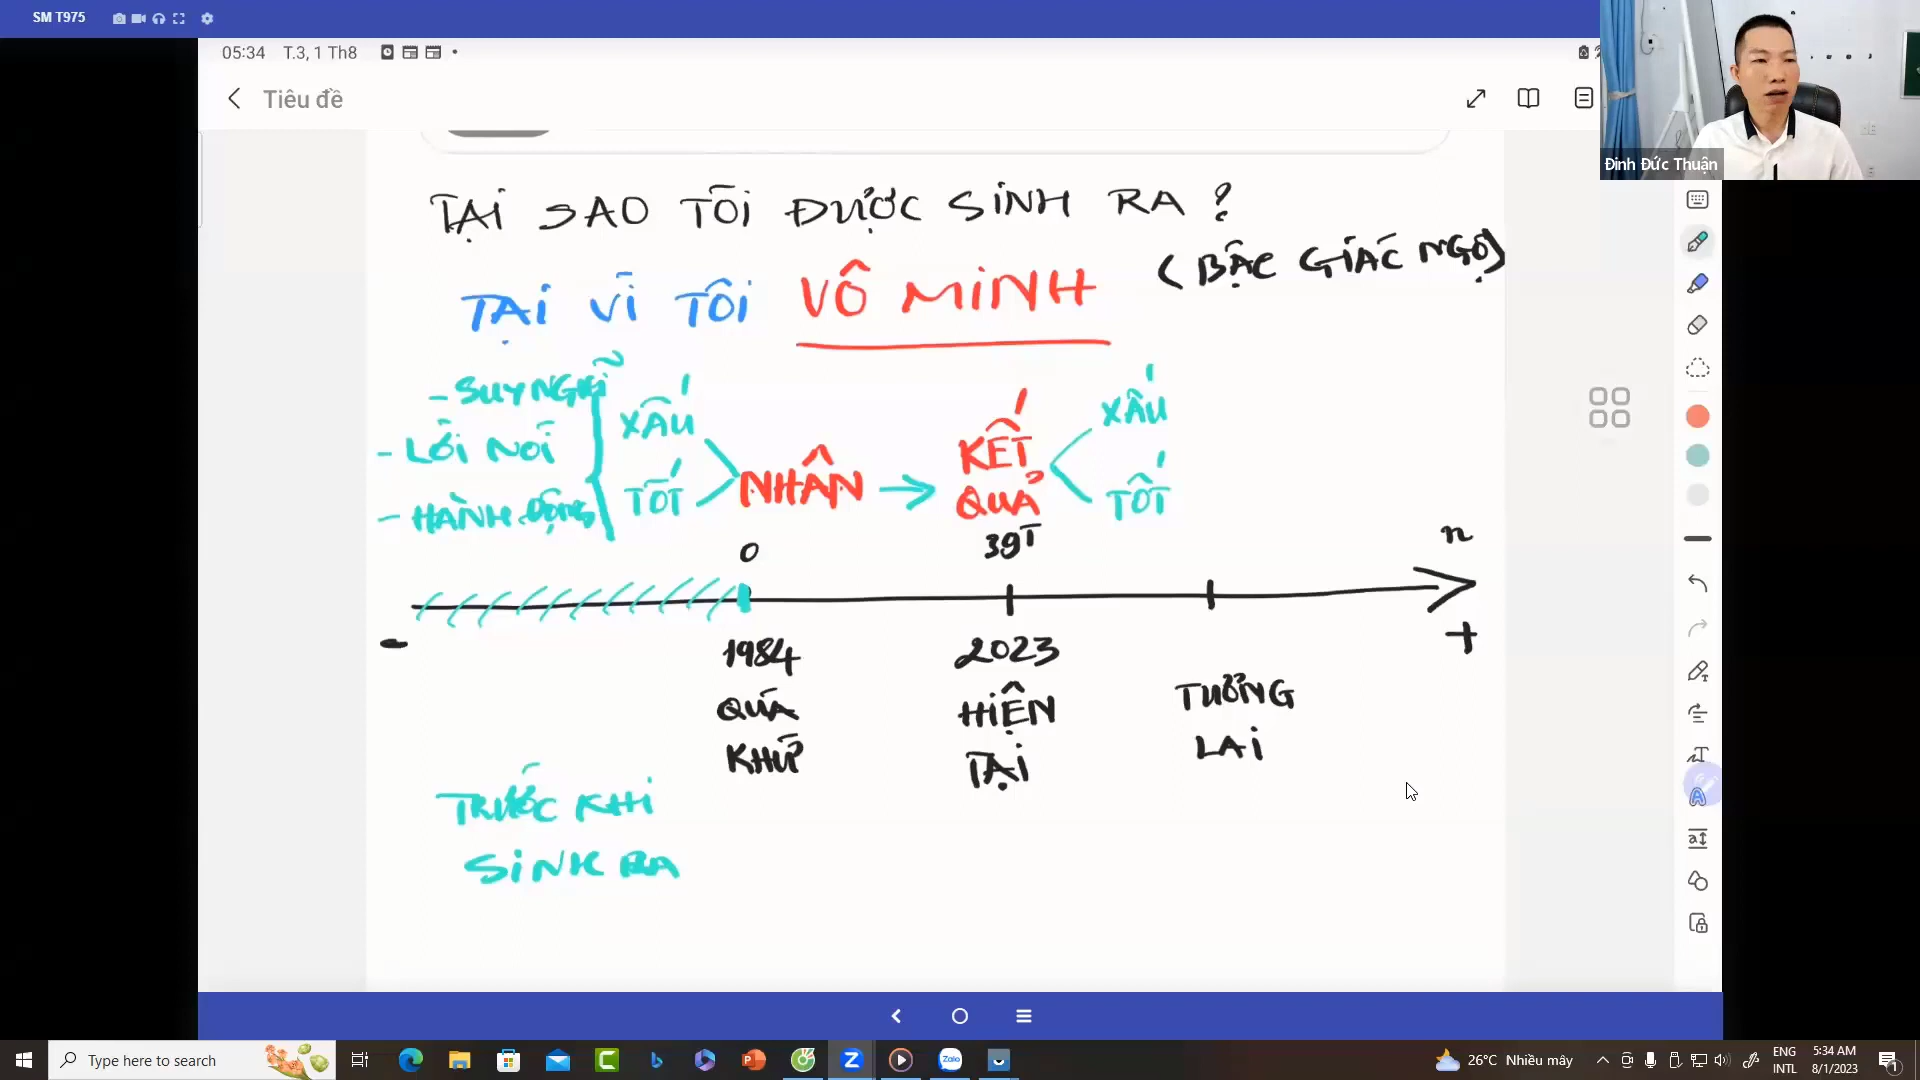 SM T975
05:34 T.3, 1 Th8
Tiêu đề
Đinh Đức Thuận
TẠI SAO TÔI ĐƯỢC SINH RA?
(BẬC GIÁC NGỘ)
TẠI VÌ TÔI VÔ MINH
- SUY NGHĨ
- LỜI NÓI
- HÀNH ĐỘNG
XẤU
TỐT
NHÂN
KẾT
QUẢ
XẤU
TỐT
0
39T
n
-
+
1984
QUÁ
KHỨ
2023
HIỆN
TẠI
TƯƠNG
LAI
TRƯỚC KHI
SINH RA
Type here to search
26°C Nhiều mây
ENG
INTL
5:34 AM
8/1/2023